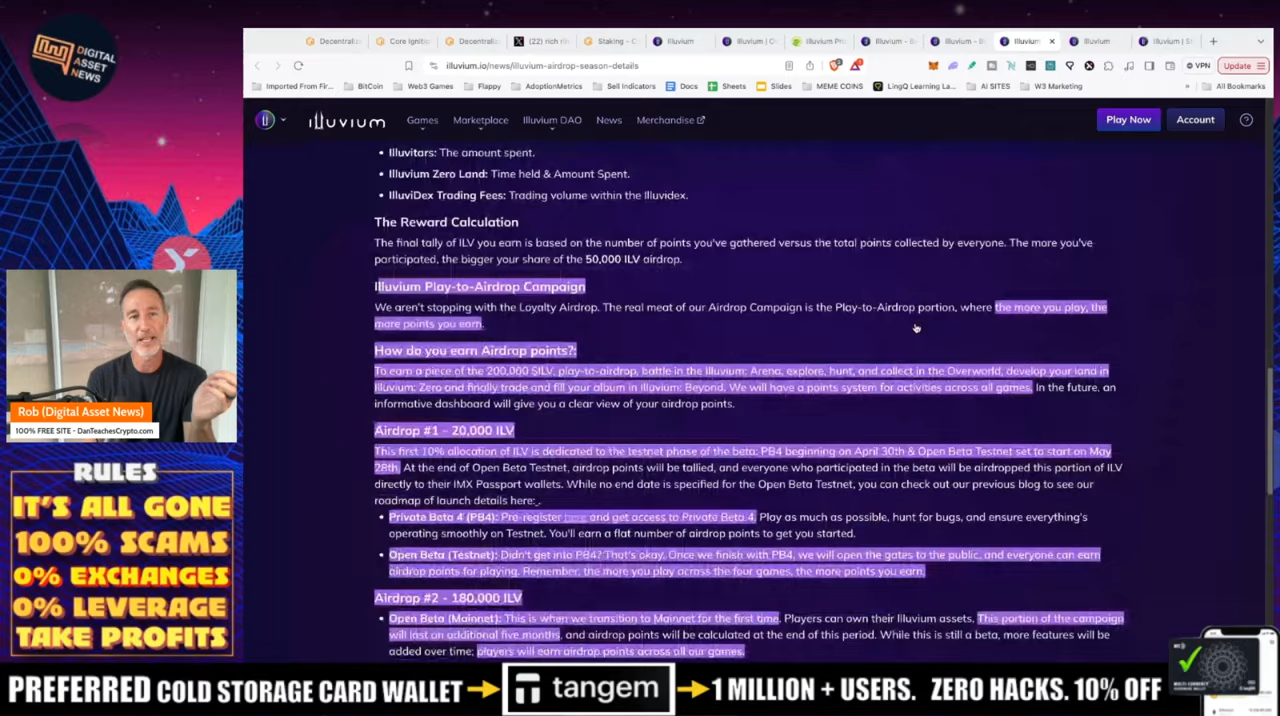 DIGITAL
ASSET
NEWS
Decentraliz
Core Igniti
Decentraliz
(22) rich ri
Staking - C
Illuvium
Illuvium | C
Illuvium Pl
Illuvium - B
Illuvium - B
Illuvium
Illuvium
Illuvium | S
illuvium.io/news/illuvium-airdrop-season-details
VPN
Update
Imported From Fir...
BitCoin
Web3 Games
Flappy
AdoptionMetrics
Sell Indicators
Docs
Sheets
Slides
MEME COINS
LingQ Learning La...
AI SITES
W3 Marketing
All Bookmarks
illuvium
Games
Marketplace
Illuvium DAO
News
Merchandise
Play Now
Account
• Illuvitars: The amount spent.
• Illuvium Zero Land: Time held & Amount Spent.
• IlluviDex Trading Fees: Trading volume within the Illuvidex.
The Reward Calculation
The final tally of ILV you earn is based on the number of points you've gathered versus the total points collected by everyone. The more you've
participated, the bigger your share of the 50,000 ILV airdrop.
Illuvium Play-to-Airdrop Campaign
We aren't stopping with the Loyalty Airdrop. The real meat of our Airdrop Campaign is the Play-to-Airdrop portion, where the more you play, the
more points you earn.
How do you earn Airdrop points?:
To earn a piece of the 200,000 $ILV, play-to-airdrop, battle in the Illuvium: Arena, explore, hunt, and collect in the Overworld, develop your land in
Illuvium: Zero and finally trade and fill your album in Illuvium: Beyond. We will have a points system for activities across all games. In the future, an
informative dashboard will give you a clear view of your airdrop points.
Airdrop #1 - 20,000 ILV
This first 10% allocation of ILV is dedicated to the testnet phase of the beta: PB4 beginning on April 30th & Open Beta Testnet set to start on May
28th. At the end of Open Beta Testnet, airdrop points will be tallied, and everyone who participated in the beta will be airdropped this portion of ILV
directly to their IMX Passport wallets. While no end date is specified for the Open Beta Testnet, you can check out our previous blog to see our
roadmap of launch details here: .
• Private Beta 4 (PB4): Pre-register here and get access to Private Beta 4. Play as much as possible, hunt for bugs, and ensure everything's
operating smoothly on Testnet. You'll earn a flat number of airdrop points to get you started.
• Open Beta (Testnet): Didn't get into PB4? That's okay. Once we finish with PB4, we will open the gates to the public, and everyone can earn
airdrop points for playing. Remember, the more you play across the four games, the more points you earn.
Airdrop #2 - 180,000 ILV
• Open Beta (Mainnet): This is when we transition to Mainnet for the first time. Players can own their Illuvium assets. This portion of the campaign
will last an additional five months, and airdrop points will be calculated at the end of this period. While this is still a beta, more features will be
added over time; players will earn airdrop points across all our games.
Rob (Digital Asset News)
100% FREE SITE - DanTeachesCrypto.com
RULES
IT'S ALL GONE
100% SCAMS
0% EXCHANGES
0% LEVERAGE
TAKE PROFITS
PREFERRED COLD STORAGE CARD WALLET
tangem
1 MILLION + USERS. ZERO HACKS. 10% OFF